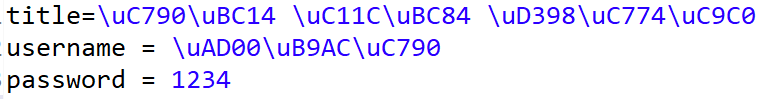 title=\uC790\uBC14 \uC11C\uBC84 \uD398\uC774\uC9C0
username = \uAD00\uB9AC\uC790
password = 1234